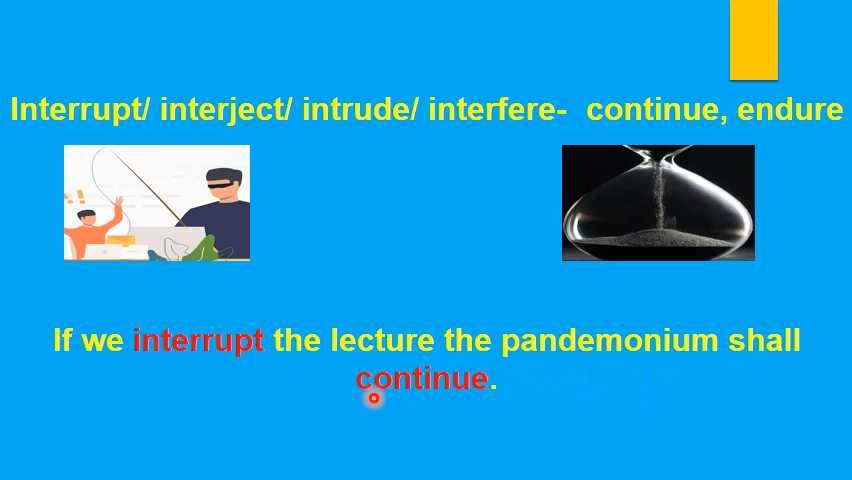 Interrupt/ interject/ intrude/ interfere-  continue, endure
If we interrupt the lecture the pandemonium shall
continue.